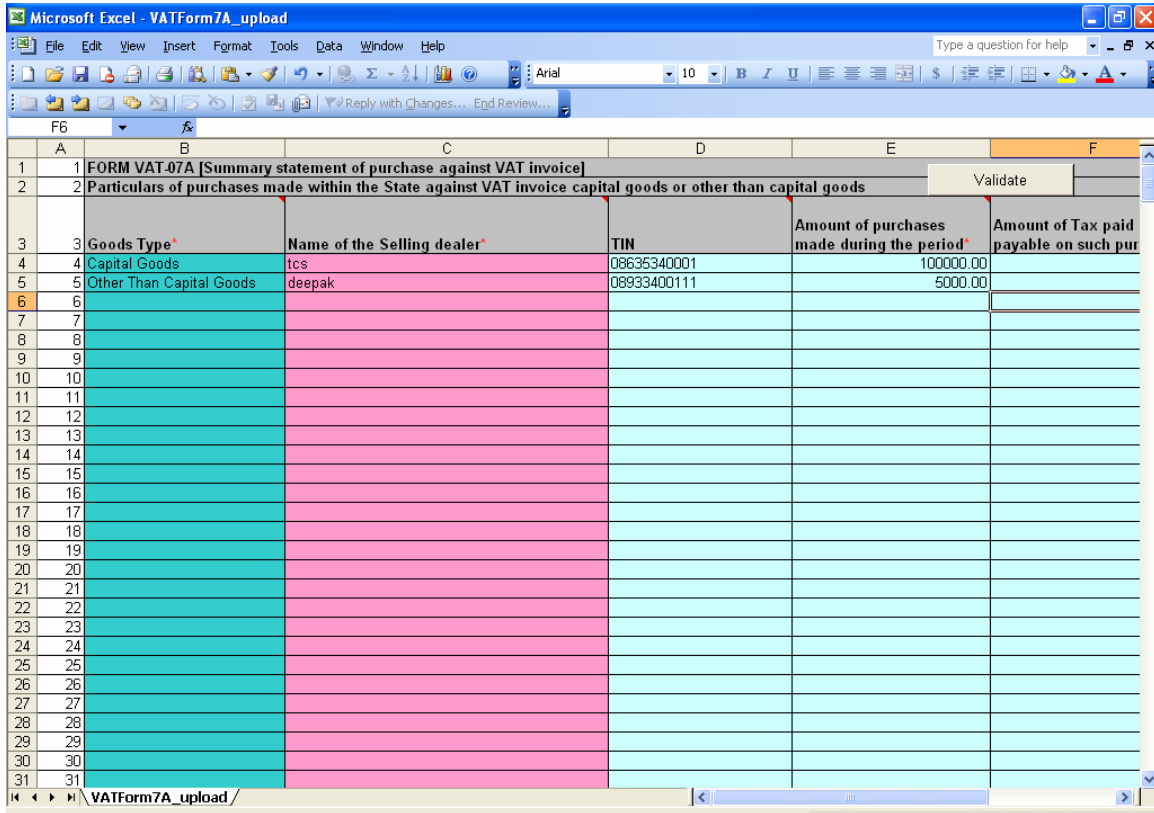 Microsoft Excel - VATForm7A_upload
File Edit View Insert Format Tools Data Window Help Type a question for help
Arial 10 B I U $ A
Reply with Changes... End Review...
F6 fx
A B C D E F
1 1 FORM VAT-07A [Summary statement of purchase against VAT invoice]
Validate
2 2 Particulars of purchases made within the State against VAT invoice capital goods or other than capital goods
3 3 Goods Type* Name of the Selling dealer* TIN Amount of purchases made during the period* Amount of Tax paid payable on such pur
4 4 Capital Goods tcs 08635340001 100000.00
5 5 Other Than Capital Goods deepak 08933400111 5000.00
6 6
7 7
8 8
9 9
10 10
11 11
12 12
13 13
14 14
15 15
16 16
17 17
18 18
19 19
20 20
21 21
22 22
23 23
24 24
25 25
26 26
27 27
28 28
29 29
30 30
31 31
VATForm7A_upload